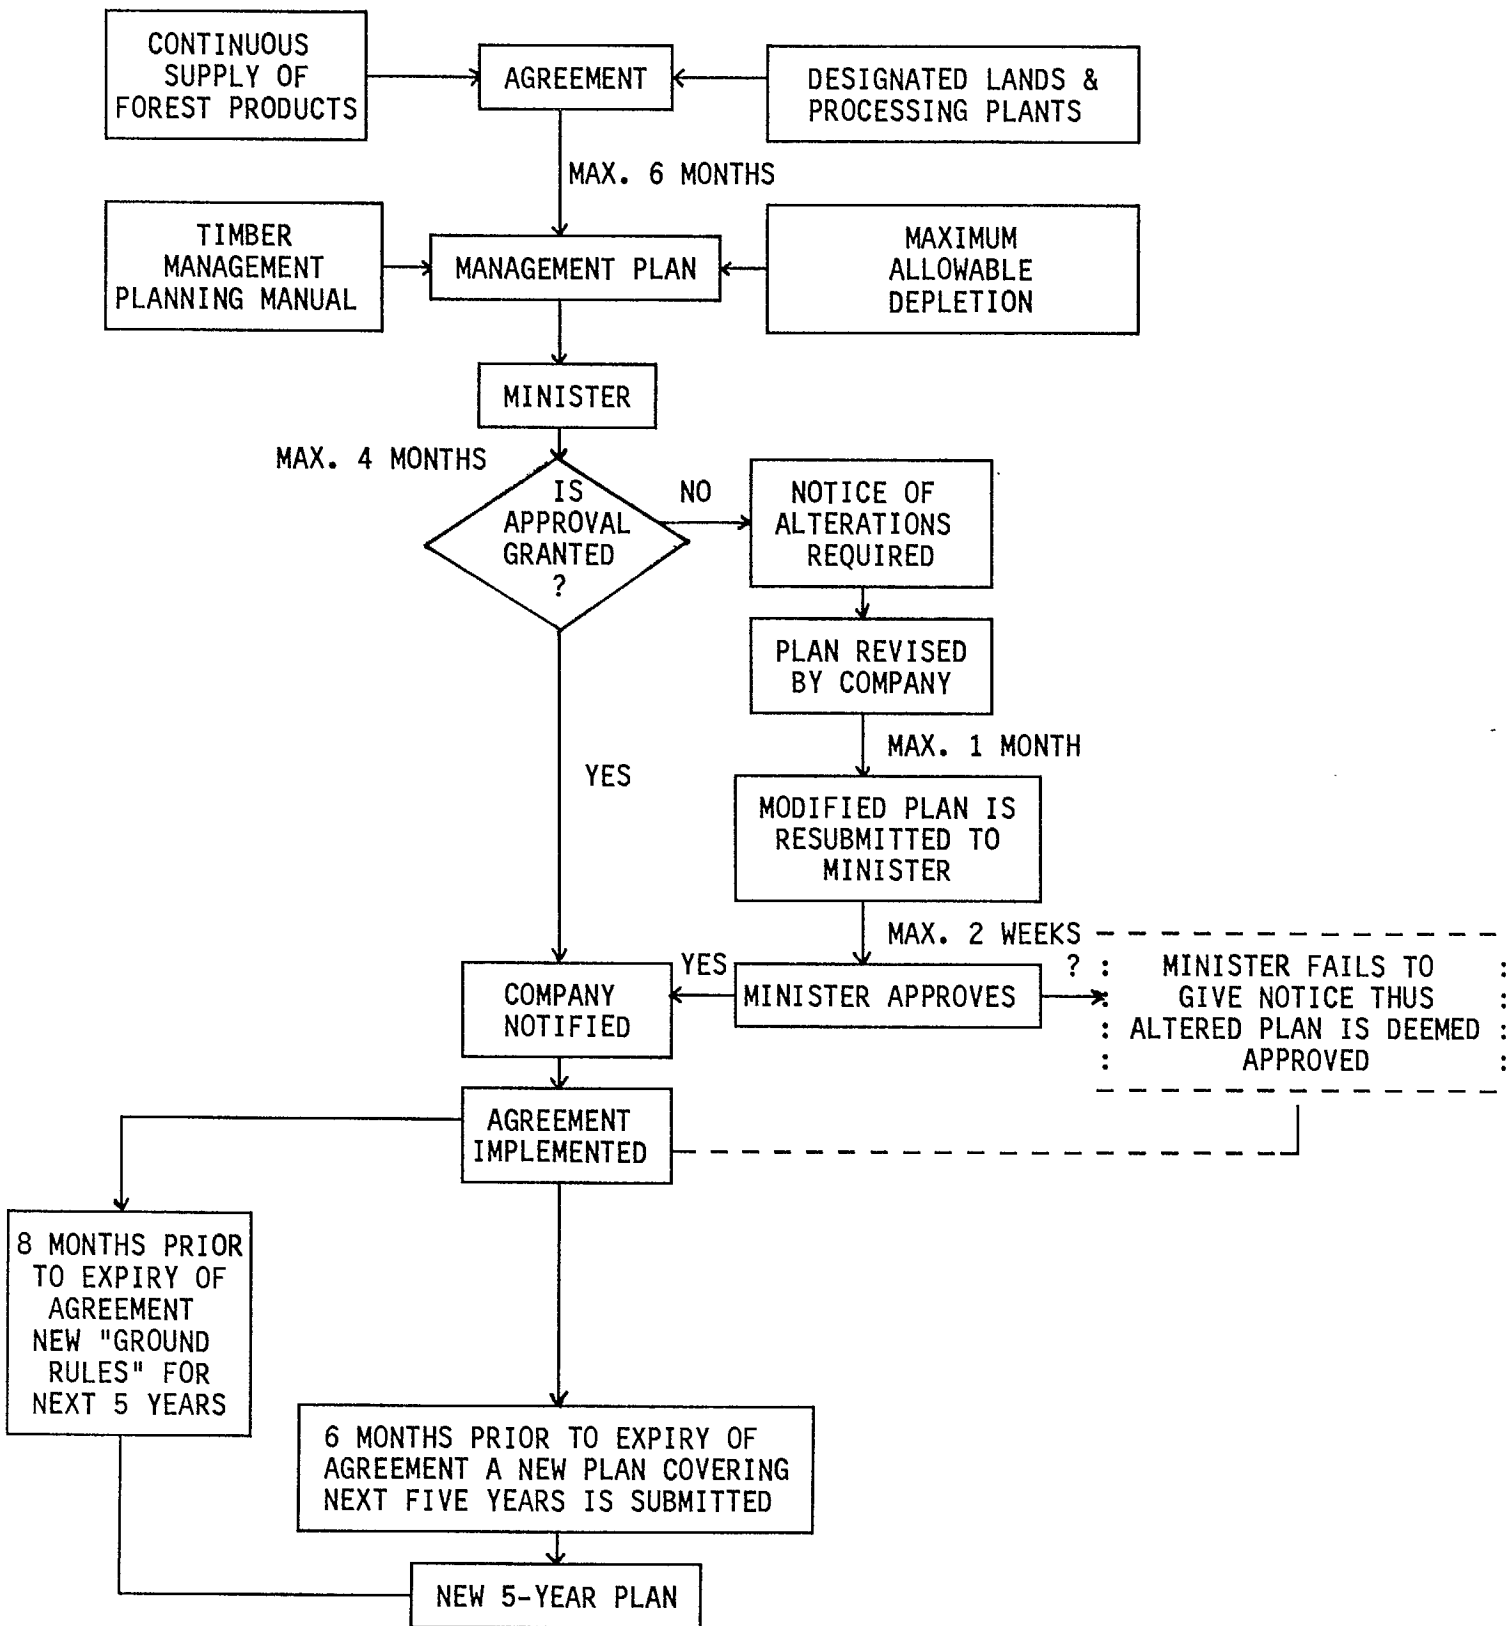 CONTINUOUS
SUPPLY OF
FOREST PRODUCTS
AGREEMENT
DESIGNATED LANDS &
PROCESSING PLANTS
MAX. 6 MONTHS
TIMBER
MANAGEMENT
PLANNING MANUAL
MANAGEMENT PLAN
MAXIMUM
ALLOWABLE
DEPLETION
MINISTER
MAX. 4 MONTHS
IS
APPROVAL
GRANTED
?
NO
NOTICE OF
ALTERATIONS
REQUIRED
PLAN REVISED
BY COMPANY
MAX. 1 MONTH
YES
MODIFIED PLAN IS
RESUBMITTED TO
MINISTER
MAX. 2 WEEKS
COMPANY
NOTIFIED
YES
MINISTER APPROVES
?
MINISTER FAILS TO
GIVE NOTICE THUS
ALTERED PLAN IS DEEMED
APPROVED
AGREEMENT
IMPLEMENTED
8 MONTHS PRIOR
TO EXPIRY OF
AGREEMENT
NEW "GROUND
RULES" FOR
NEXT 5 YEARS
6 MONTHS PRIOR TO EXPIRY OF
AGREEMENT A NEW PLAN COVERING
NEXT FIVE YEARS IS SUBMITTED
NEW 5-YEAR PLAN